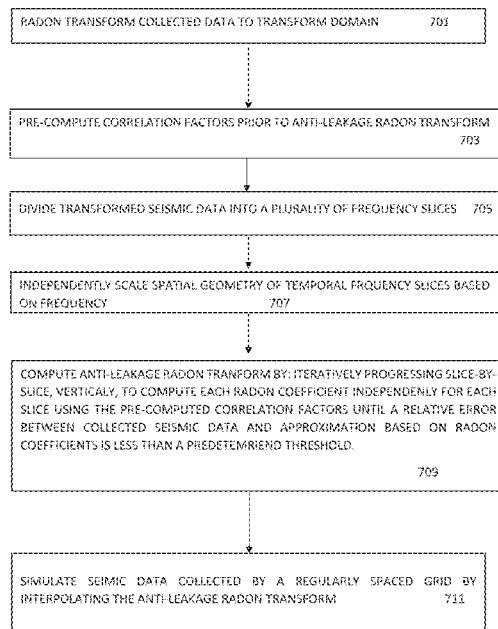 RADON TRANSFORM COLLECTED DATA TO TRANSFORM DOMAIN 701
PRE-COMPUTE CORRELATION FACTORS PRIOR TO ANTI-LEAKAGE RADON TRANSFORM
703
DIVIDE TRANSFORMED SEISMIC DATA INTO A PLURALITY OF FREQUENCY SLICES 705
INDEPENDENTLY SCALE SPATIAL GEOMETRY OF TEMPORAL FRQUENCY SLICES BASED
ON FREQUENCY 707
COMPUTE ANTI-LEAKAGE RADON TRANFORM BY: ITERATIVELY PROGRESSING SLICE-BY-
SLICE, VERTICALY, TO COMPUTE EACH RADON COEFFICIENT INDEPENENLY FOR EACH
SLICE USING THE PRE-COMPUTED CORRELATION FACTORS UNTIL A RELATIVE ERROR
BETWEEN COLLECTED SEISMIC DATA AND APPROXIMATION BASED ON RADON
COEFFICIENTS IS LESS THAN A PREDETEMRIEND THRESHOLD.
709
SIMULATE SEIMIC DATA COLLECTED BY A REGULARLY SPACED GRID BY
INTERPOLATING THE ANTI-LEAKAGE RADON TRANSFORM 711